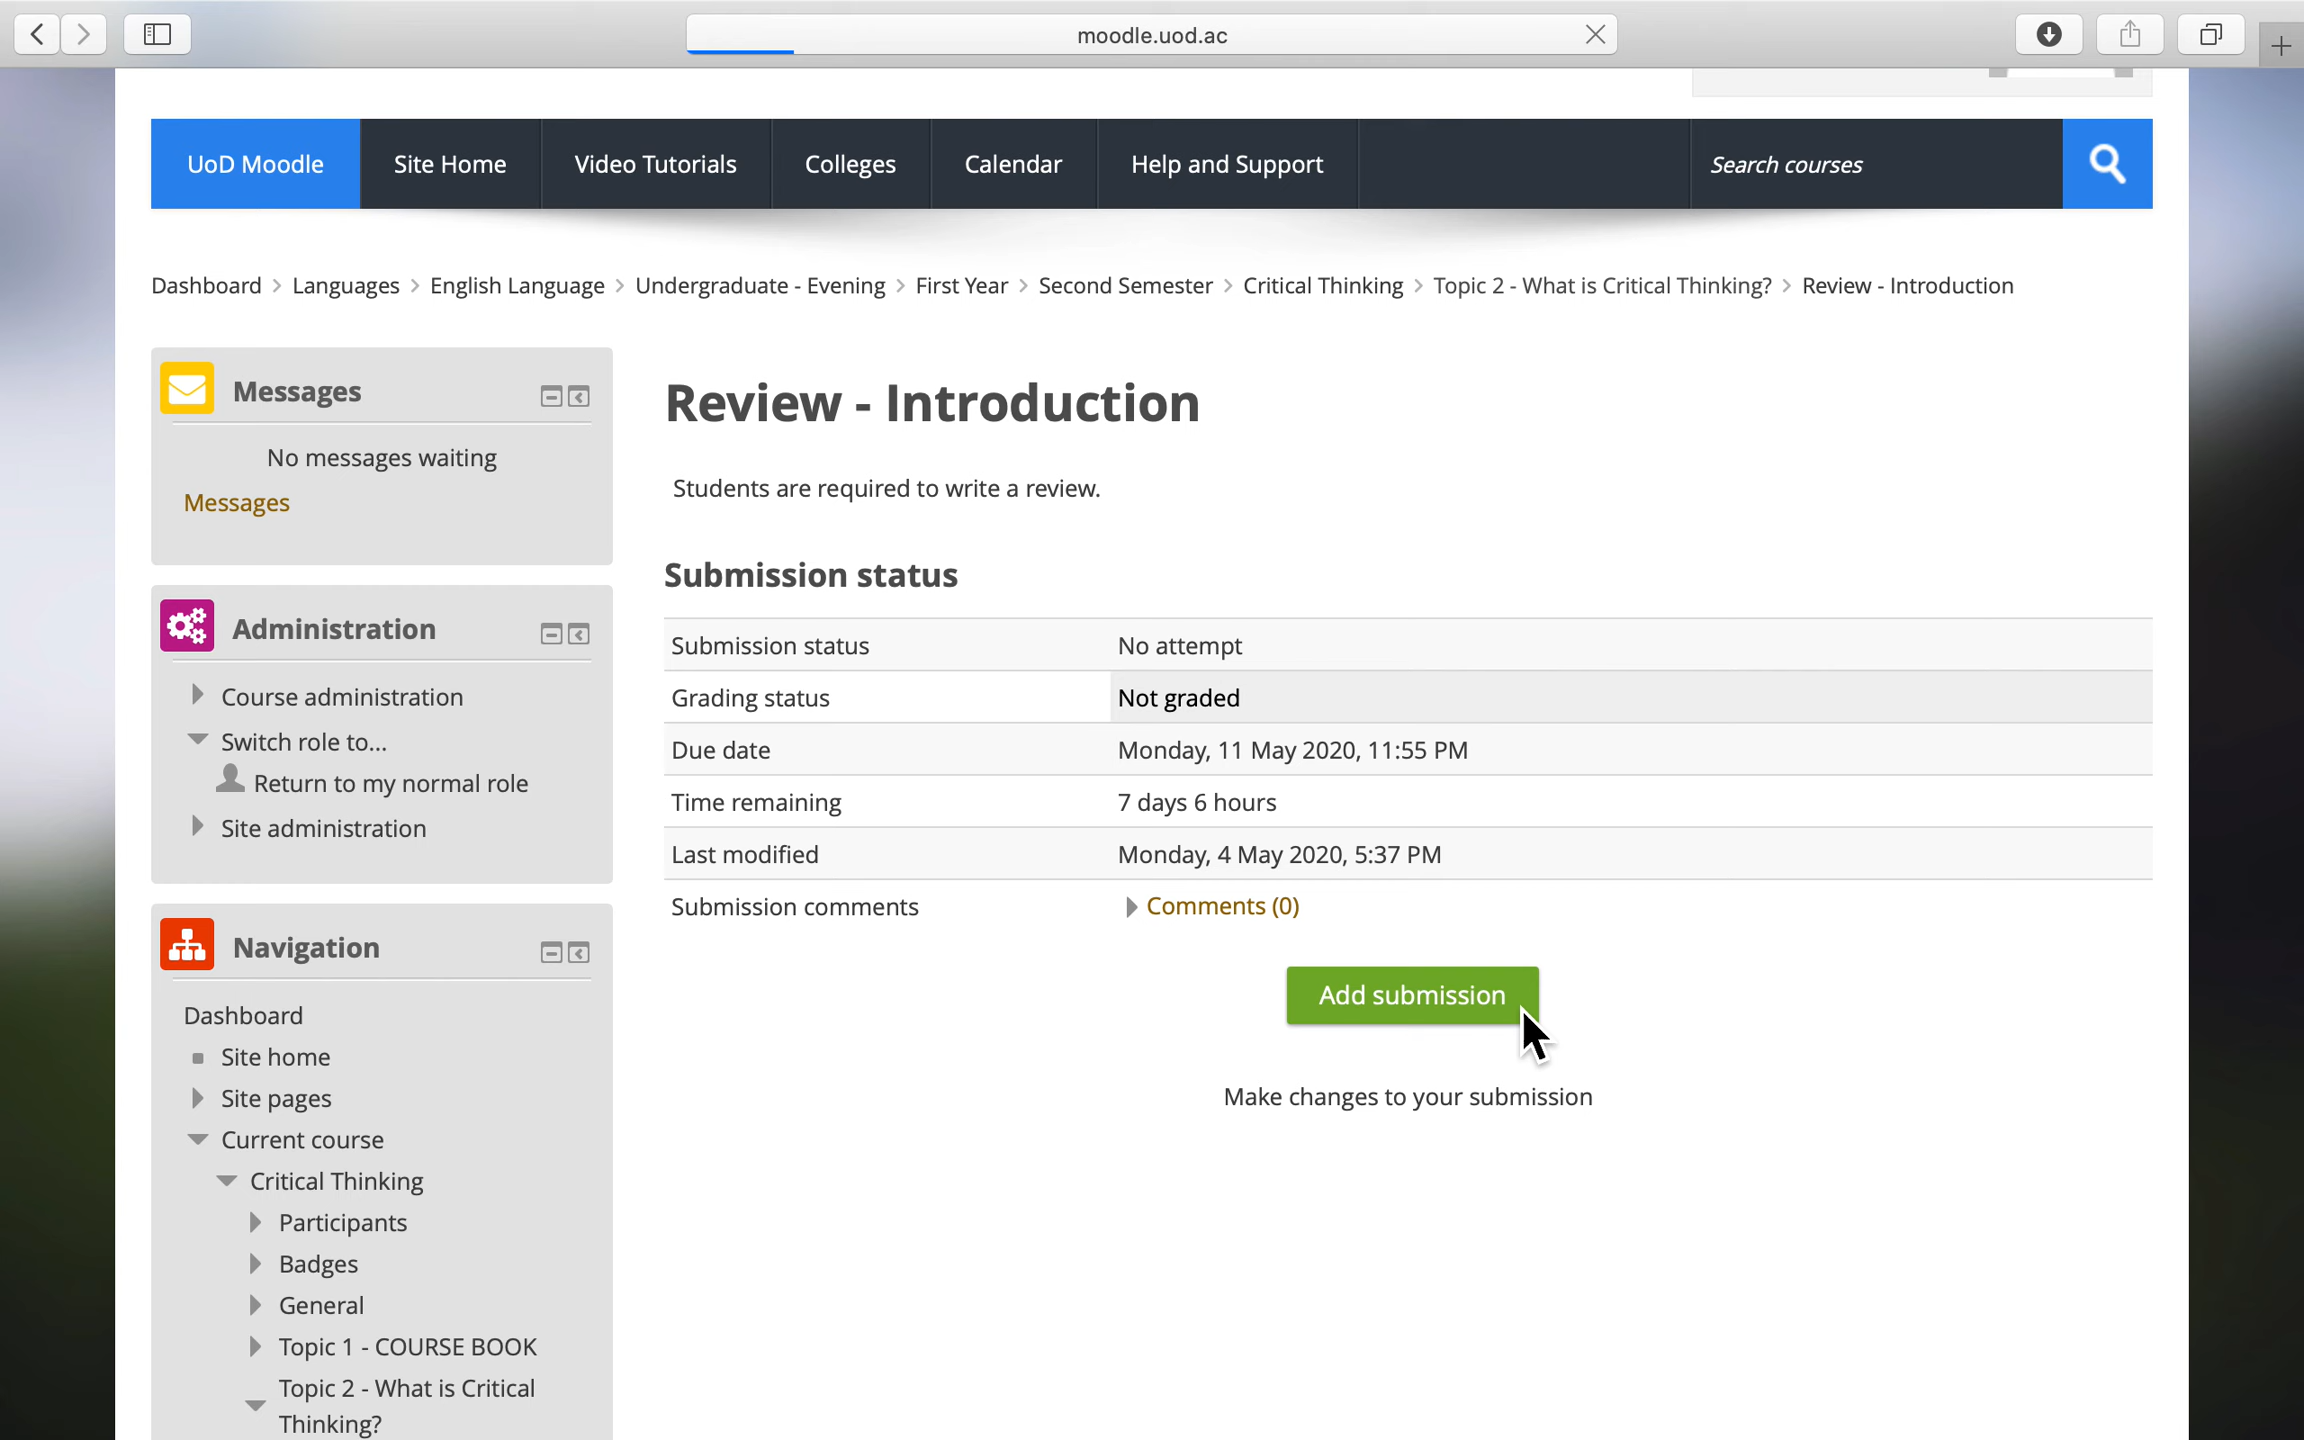 moodle.uod.ac
UoD Moodle Site Home Video Tutorials Colleges Calendar Help and Support Search courses
Dashboard > Languages > English Language > Undergraduate - Evening > First Year > Second Semester > Critical Thinking > Topic 2 - What is Critical Thinking? > Review - Introduction
Messages
No messages waiting
Messages
Administration
Course administration
Switch role to...
Return to my normal role
Site administration
Navigation
Dashboard
Site home
Site pages
Current course
Critical Thinking
Participants
Badges
General
Topic 1 - COURSE BOOK
Topic 2 - What is Critical
Thinking?
Review - Introduction
Students are required to write a review.
Submission status
Submission status No attempt
Grading status Not graded
Due date Monday, 11 May 2020, 11:55 PM
Time remaining 7 days 6 hours
Last modified Monday, 4 May 2020, 5:37 PM
Submission comments Comments (0)
Add submission
Make changes to your submission